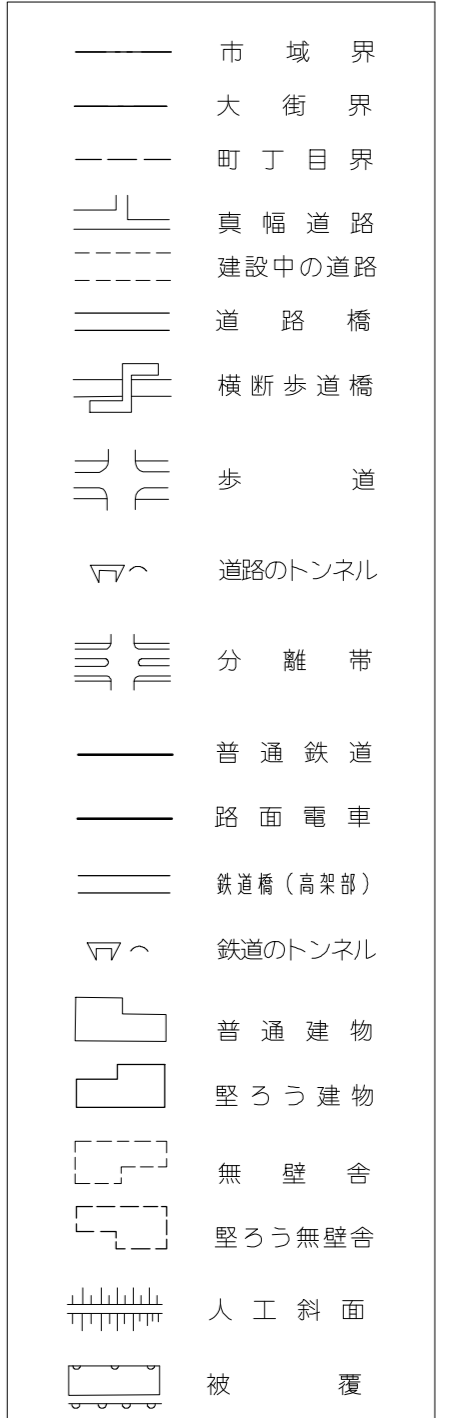 市域界
大街界
町丁目界
真幅道路
建設中の道路
道路橋
横断歩道橋
歩道
道路のトンネル
分離帯
普通鉄道
路面電車
鉄道橋（高架部）
鉄道のトンネル
普通建物
堅ろう建物
無壁舎
堅ろう無壁舎
人工斜面
被覆